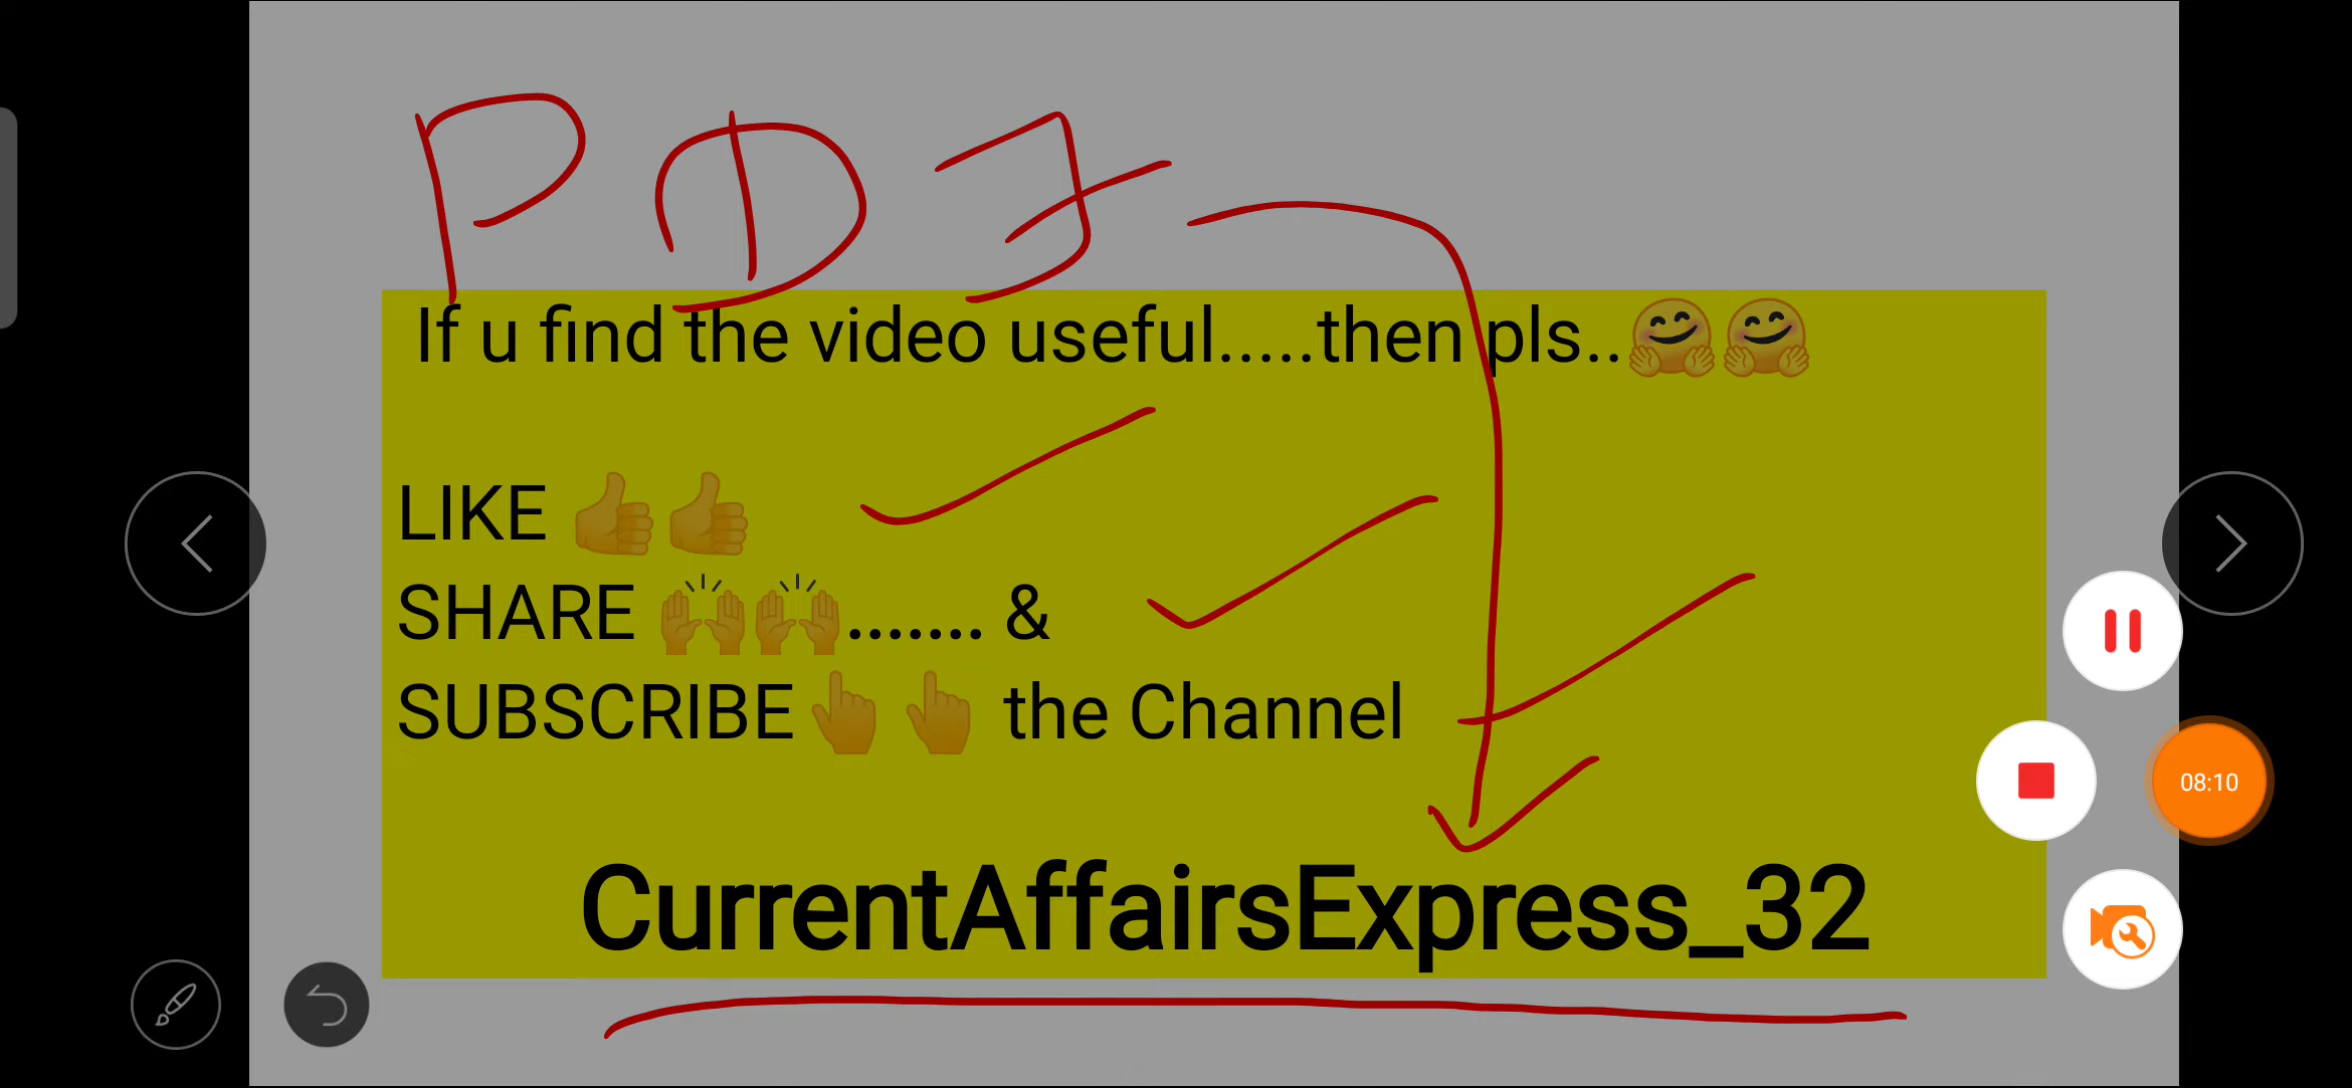 PDF
If u find the video useful.....then pls..🤗🤗
LIKE 👍👍
SHARE 🙌🙌....... &
SUBSCRIBE👆👆 the Channel
CurrentAffairsExpress_32
08:10